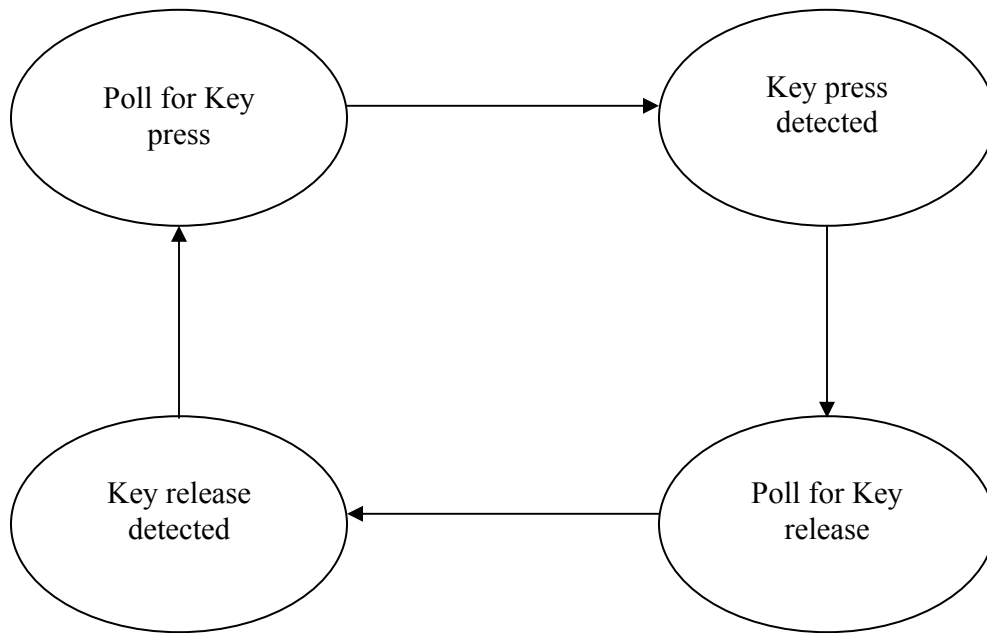 Poll for Key
press
Key press
detected
Key release
detected
Poll for Key
release